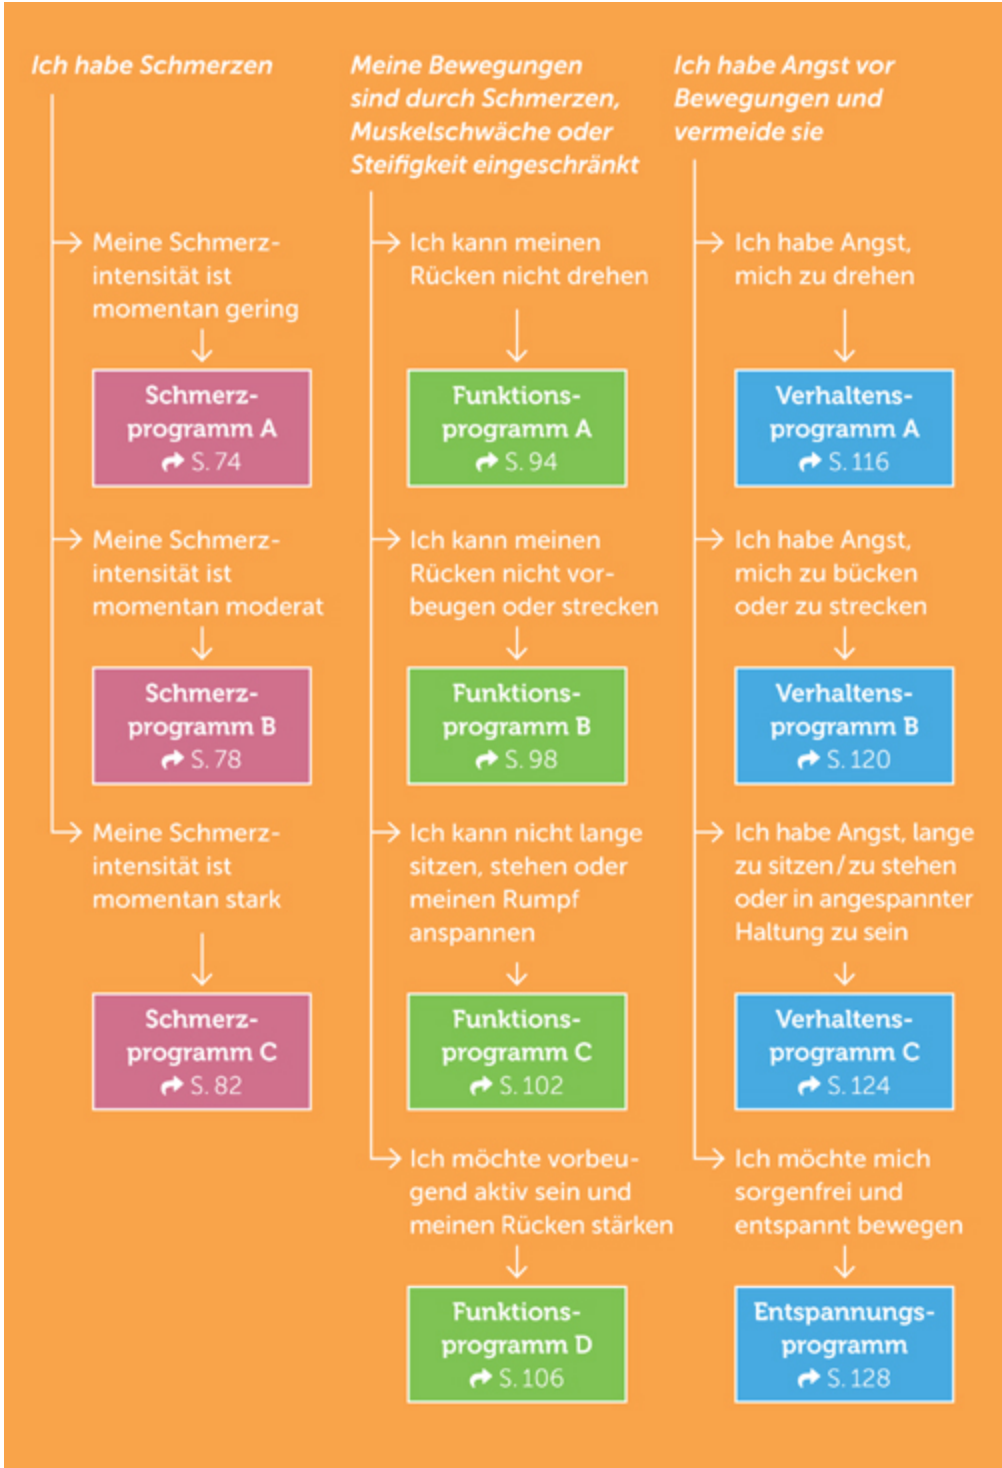 Ich habe Schmerzen
Meine Schmerz-
intensität ist
momentan gering
Schmerz-
programm A
S. 74
Meine Schmerz-
intensität ist
momentan moderat
Schmerz-
programm B
S. 78
Meine Schmerz-
intensität ist
momentan stark
Schmerz-
programm C
S. 82
Meine Bewegungen
sind durch Schmerzen,
Muskelschwäche oder
Steifigkeit eingeschränkt
Ich kann meinen
Rücken nicht drehen
Funktions-
programm A
S. 94
Ich kann meinen
Rücken nicht vor-
beugen oder strecken
Funktions-
programm B
S. 98
Ich kann nicht lange
sitzen, stehen oder
meinen Rumpf
anspannen
Funktions-
programm C
S. 102
Ich möchte vorbeu-
gend aktiv sein und
meinen Rücken stärken
Funktions-
programm D
S. 106
Ich habe Angst vor
Bewegungen und
vermeide sie
Ich habe Angst,
mich zu drehen
Verhaltens-
programm A
S. 116
Ich habe Angst,
mich zu bücken
oder zu strecken
Verhaltens-
programm B
S. 120
Ich habe Angst, lange
zu sitzen/zu stehen
oder in angespannter
Haltung zu sein
Verhaltens-
programm C
S. 124
Ich möchte mich
sorgenfrei und
entspannt bewegen
Entspannungs-
programm
S. 128